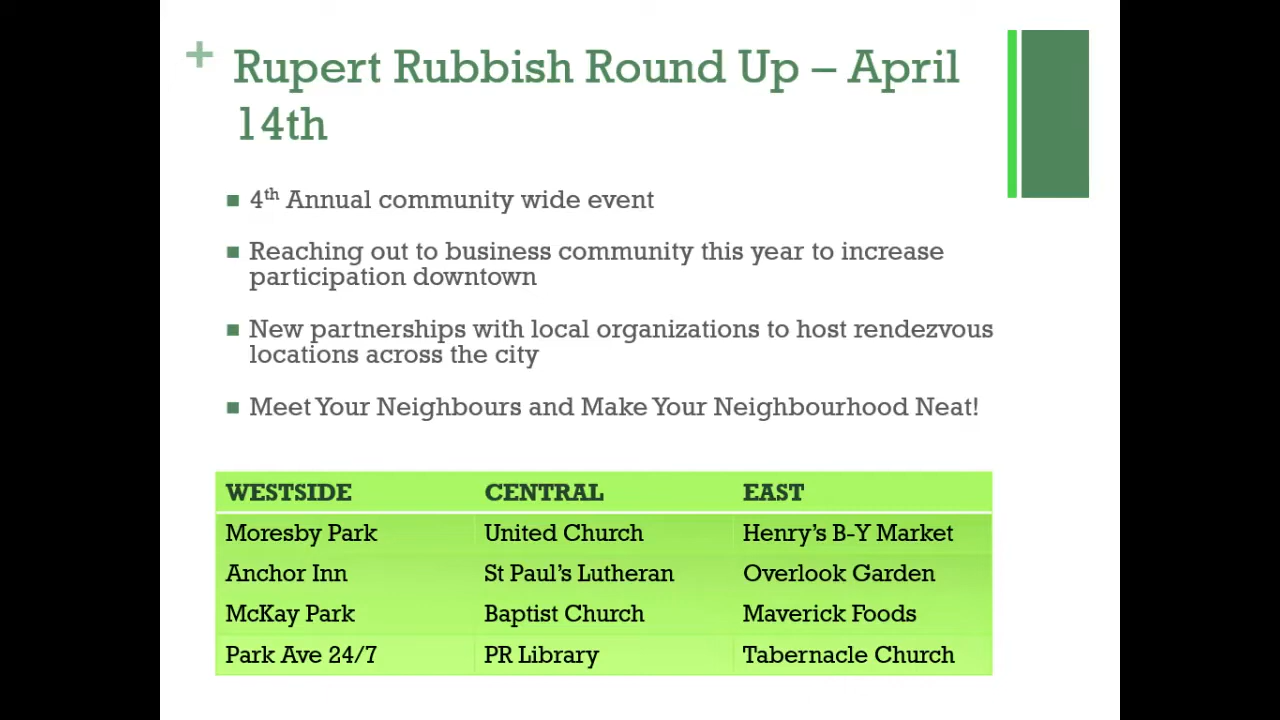 Rupert Rubbish Round Up – April
14th
4th Annual community wide event
Reaching out to business community this year to increase
participation downtown
New partnerships with local organizations to host rendezvous
locations across the city
Meet Your Neighbours and Make Your Neighbourhood Neat!
WESTSIDE CENTRAL EAST
Moresby Park United Church Henry's B-Y Market
Anchor Inn St Paul's Lutheran Overlook Garden
McKay Park Baptist Church Maverick Foods
Park Ave 24/7 PR Library Tabernacle Church